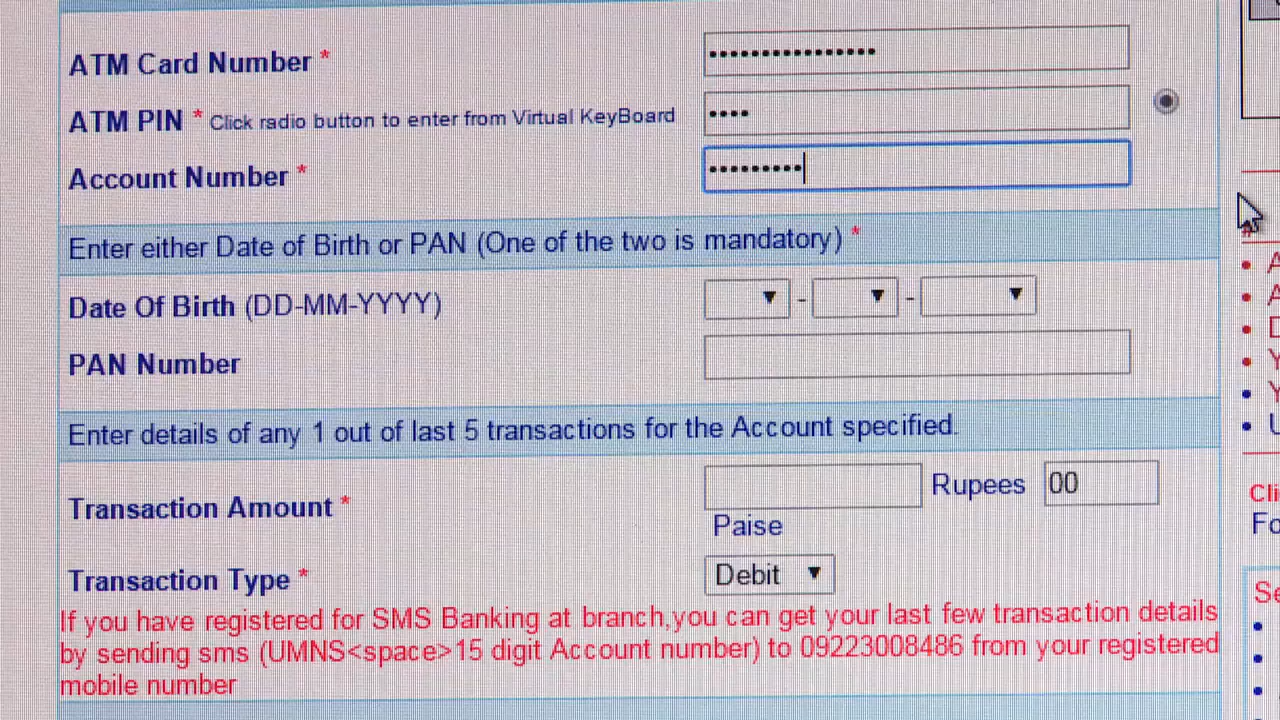 ATM Card Number * ••••••••••••••••
ATM PIN * Click radio button to enter from Virtual KeyBoard ••••
Account Number * •••••••••
Enter either Date of Birth or PAN (One of the two is mandatory) *
Date Of Birth (DD-MM-YYYY) - -
PAN Number
Enter details of any 1 out of last 5 transactions for the Account specified.
Transaction Amount * Rupees 00
Paise
Transaction Type * Debit
If you have registered for SMS Banking at branch,you can get your last few transaction details
by sending sms (UMNS<space>15 digit Account number) to 09223008486 from your registered
mobile number